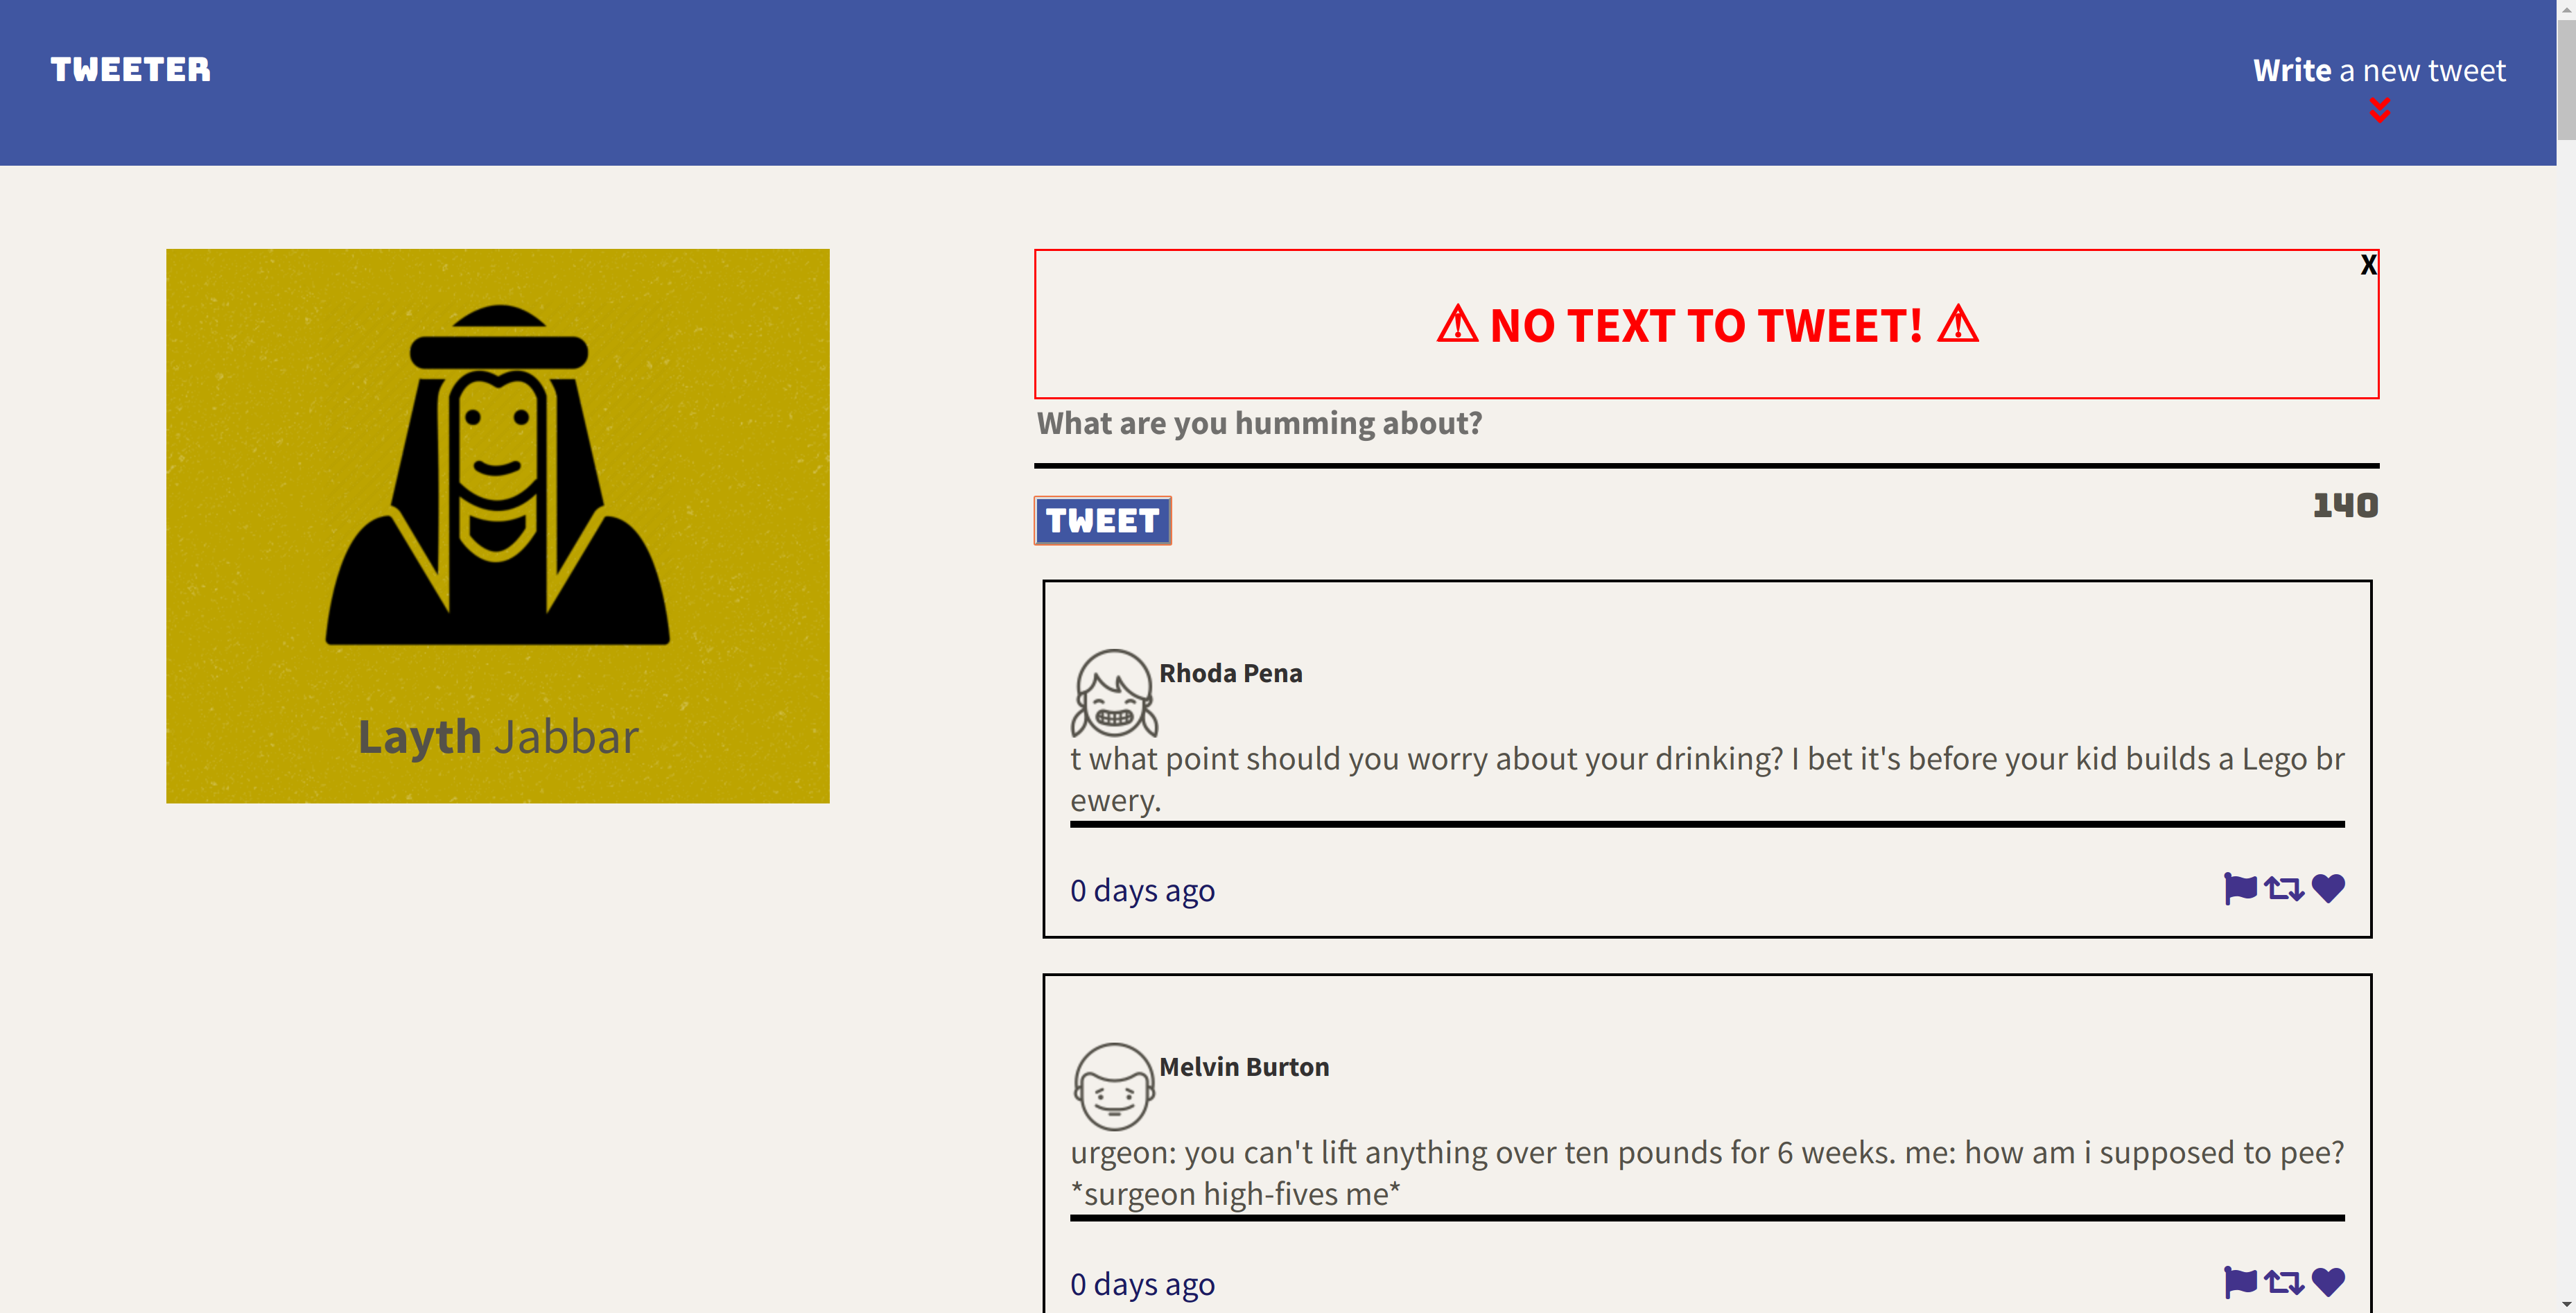 TWEETER
Write a new tweet
Layth Jabbar
X
⚠ NO TEXT TO TWEET! ⚠
What are you humming about?
TWEET
140
Rhoda Pena
t what point should you worry about your drinking? I bet it's before your kid builds a Lego br
ewery.
0 days ago
Melvin Burton
urgeon: you can't lift anything over ten pounds for 6 weeks. me: how am i supposed to pee?
*surgeon high-fives me*
0 days ago